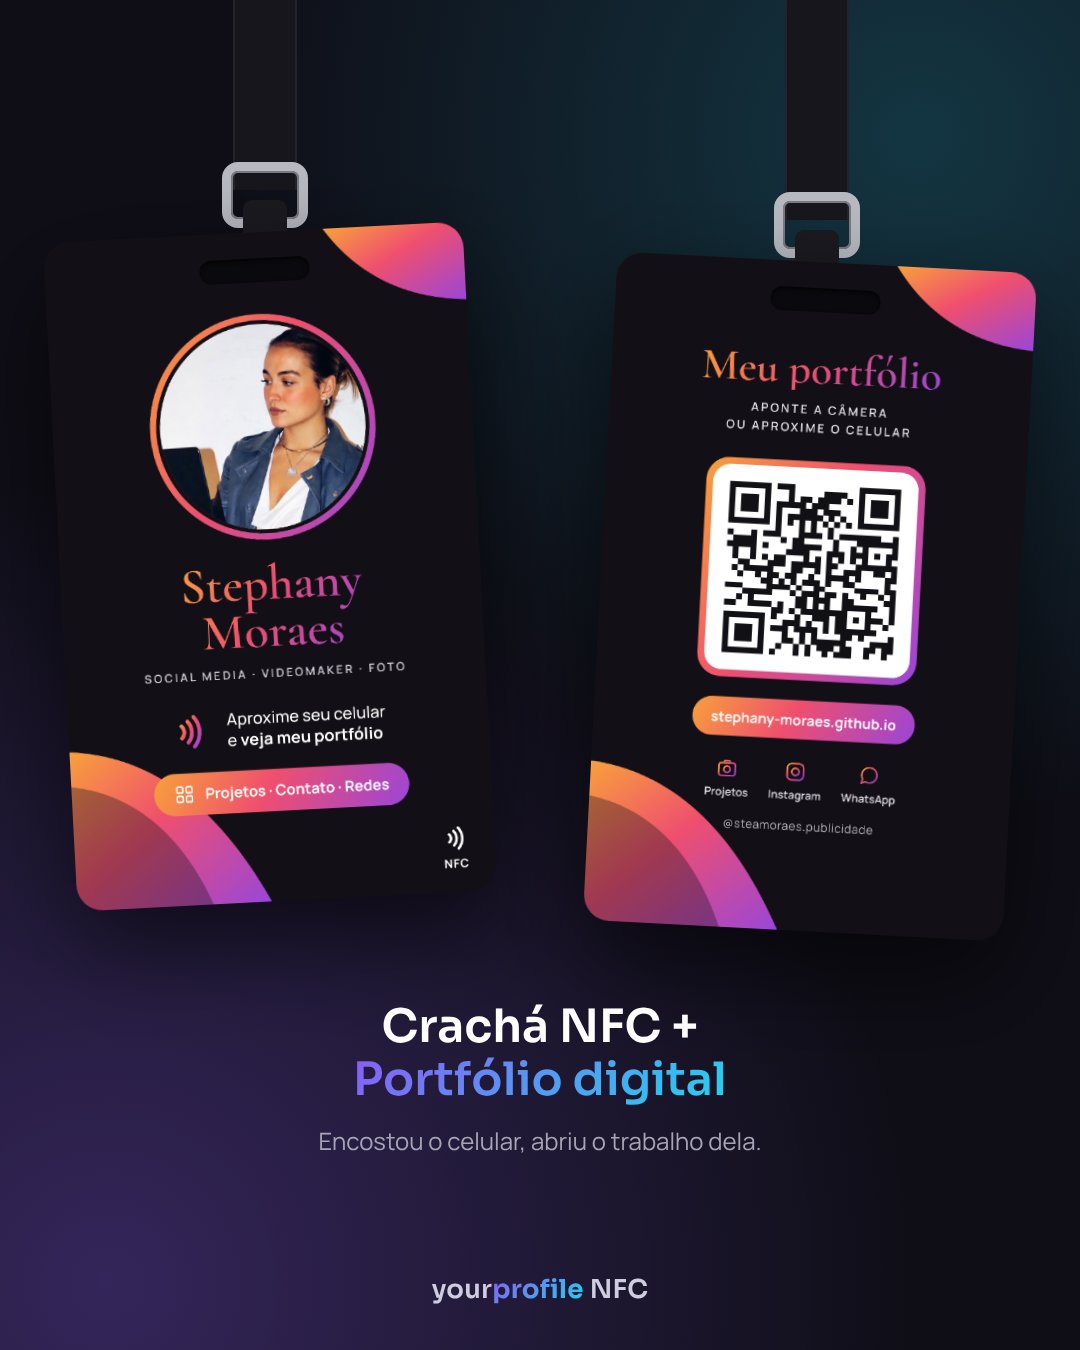 Stephany
Moraes
SOCIAL MEDIA · VIDEOMAKER · FOTO
Aproxime seu celular
e veja meu portfólio
Projetos · Contato · Redes
NFC
Meu portfólio
APONTE A CÂMERA
OU APROXIME O CELULAR
stephany-moraes.github.io
Projetos
Instagram
WhatsApp
@steamoraes.publicidade
Crachá NFC +
Portfólio digital
Encostou o celular, abriu o trabalho dela.
yourprofile NFC